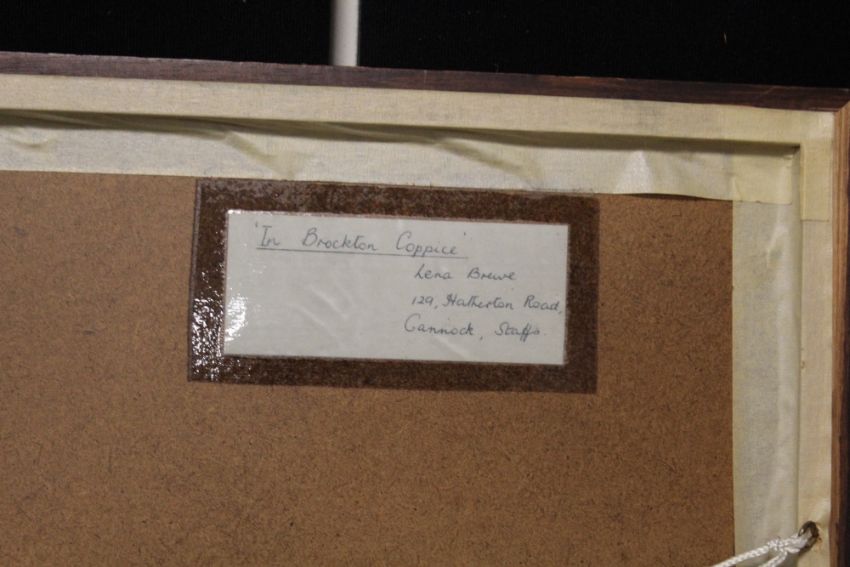 'In Brockton Coppice'
Lena Brewe
129, Hatherton Road,
Cannock, Staffs.